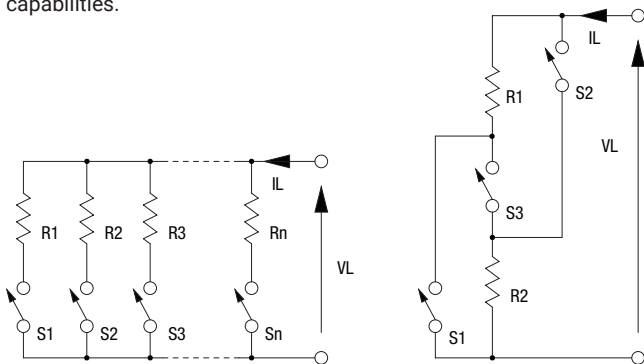 capabilities.
IL
R1
R2
R3
Rn
VL
S1
S2
S3
Sn
IL
R1
S2
VL
S3
R2
S1